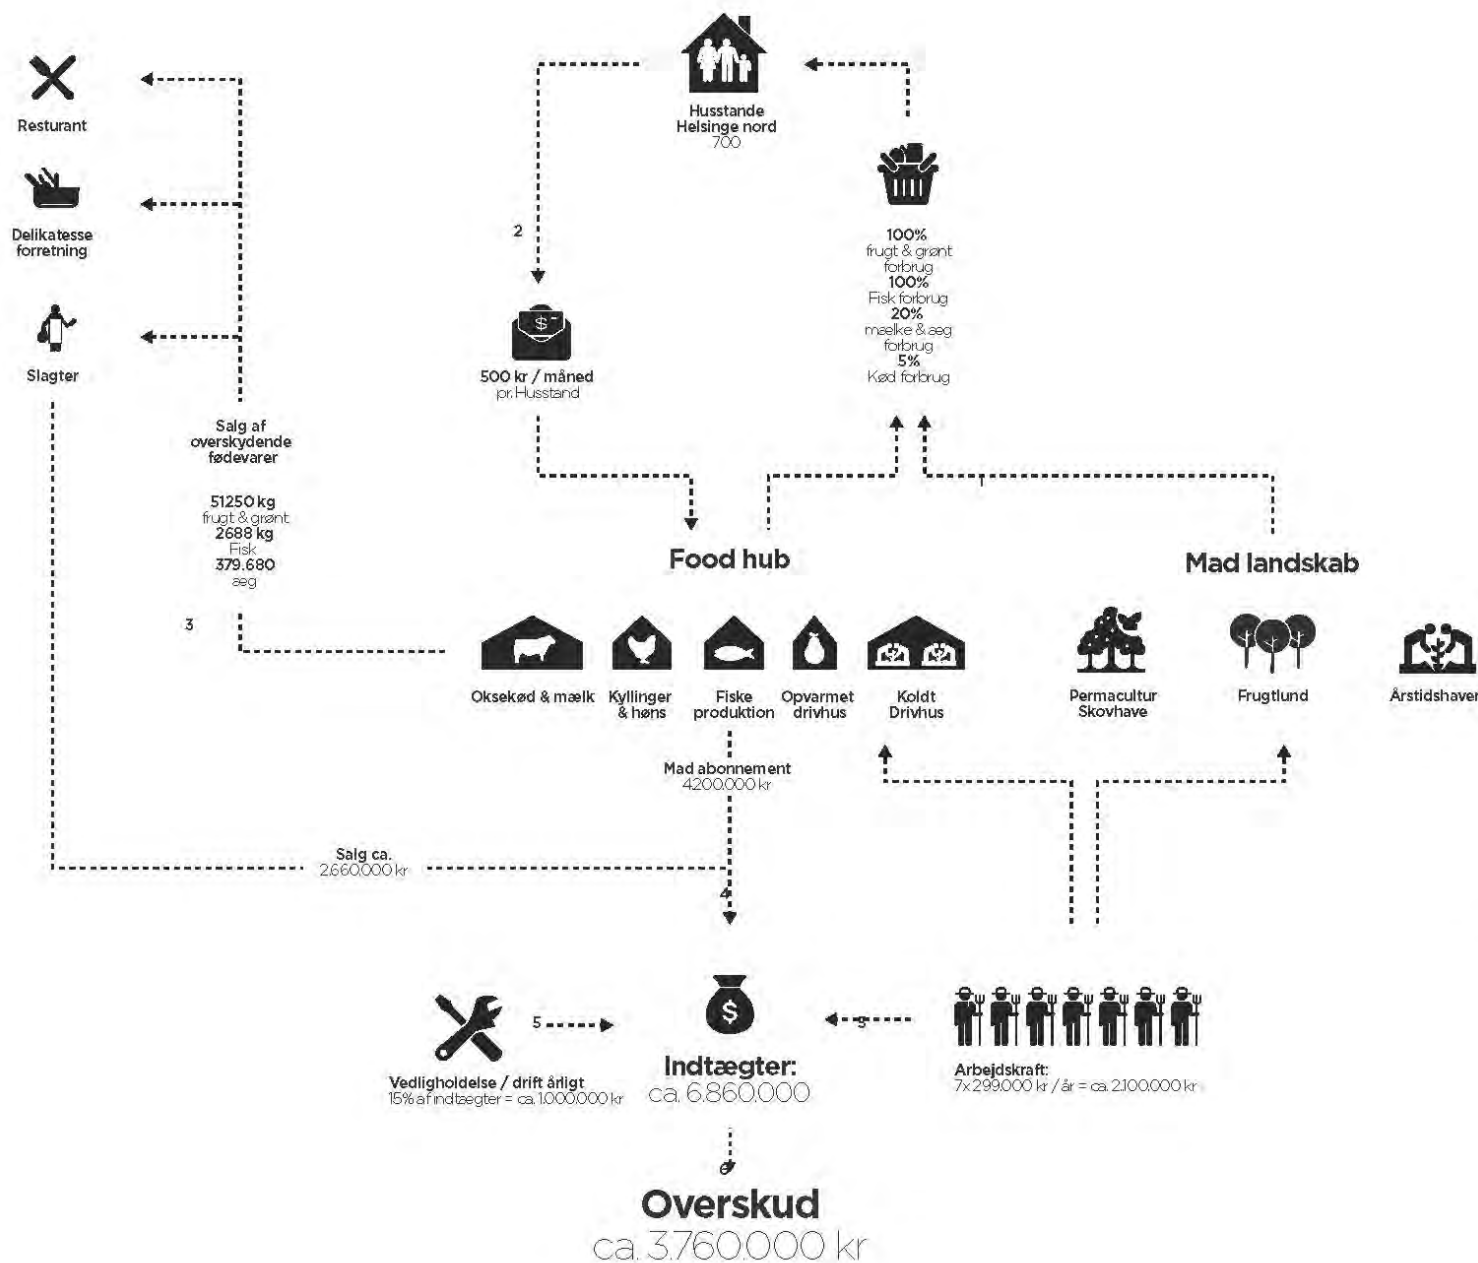 Husstande
Helsinge nord
700
Resturant
Delikatesse
forretning
Slagter
2
100%
frugt & grønt
forbrug
100%
Fisk forbrug
20%
mælke & æg
forbrug
5%
Kød forbrug
$
500 kr / måned
pr. Husstand
Salg af
overskydende
fødevarer
51250 kg
frugt & grønt
2688 kg
Fisk
379.680
æg
3
1
Food hub
Mad landskab
Oksekød & mælk
Kyllinger
& høns
Fiske
produktion
Opvarmet
drivhus
Koldt
Drivhus
Permacultur
Skovhave
Frugtlund
Årstidshaver
Mad abonnement
4200.000 kr
Salg ca.
2.660.000 kr
4
5
$
5
Vedligholdelse / drift årligt
15% af indtægter = ca. 1.000.000 kr
Indtægter:
ca. 6.860.000
Arbejdskraft:
7x 299.000 kr / år = ca. 2.100.000 kr
6
Overskud
ca. 3.760.000 kr